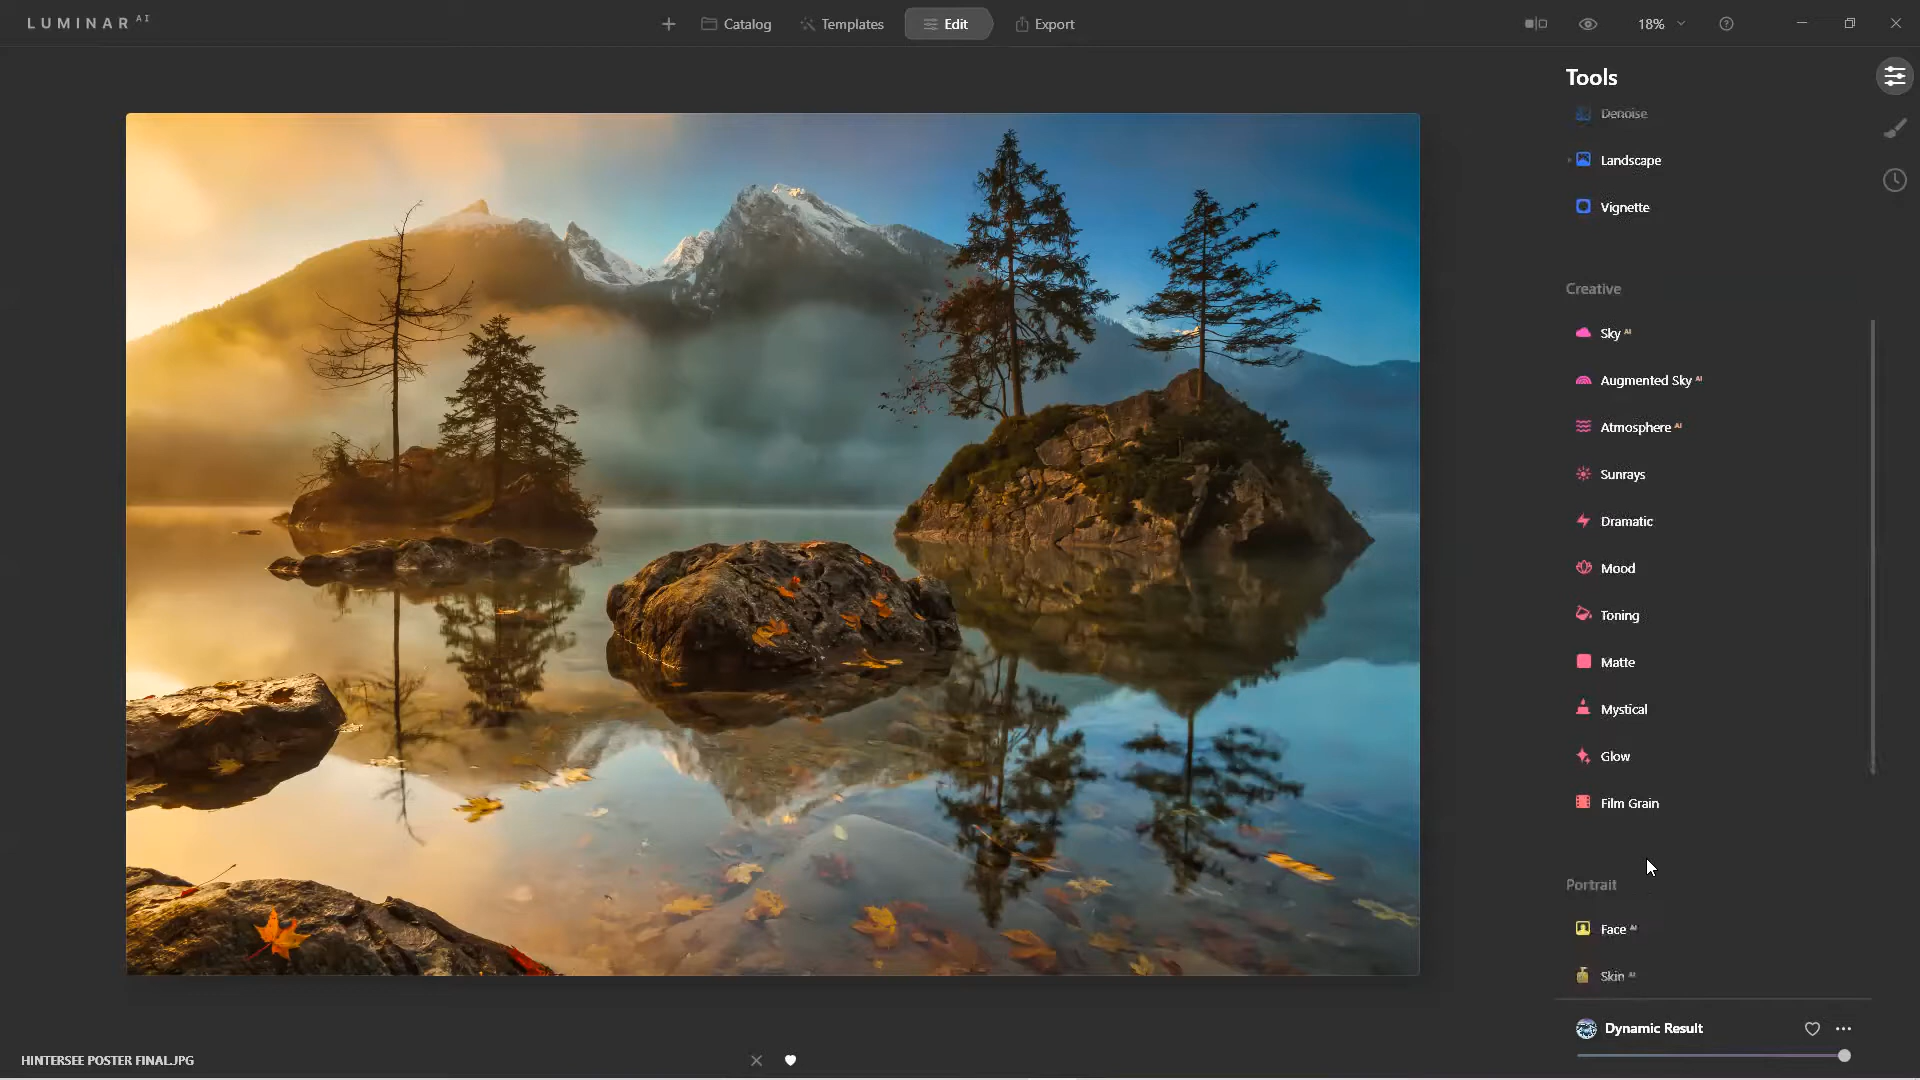 LUMINAR AI
Catalog
Templates
Edit
Export
18%
Tools
Denoise
Landscape
Vignette
Creative
Sky AI
Augmented Sky AI
Atmosphere AI
Sunrays
Dramatic
Mood
Toning
Matte
Mystical
Glow
Film Grain
Portrait
Face AI
Skin AI
Dynamic Result
HINTERSEE POSTER FINAL.JPG